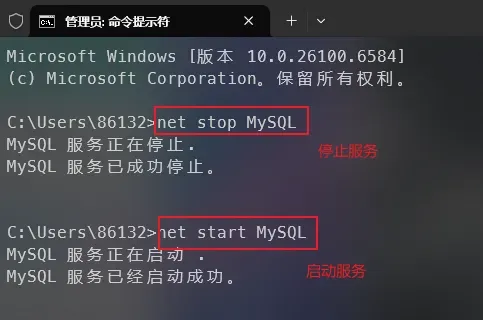 管理员: 命令提示符
Microsoft Windows [版本 10.0.26100.6584]
(c) Microsoft Corporation。保留所有权利。
C:\Users\86132>net stop MySQL
MySQL 服务正在停止.
停止服务
MySQL 服务已成功停止。
C:\Users\86132>net start MySQL
MySQL 服务正在启动 .
启动服务
MySQL 服务已经启动成功。